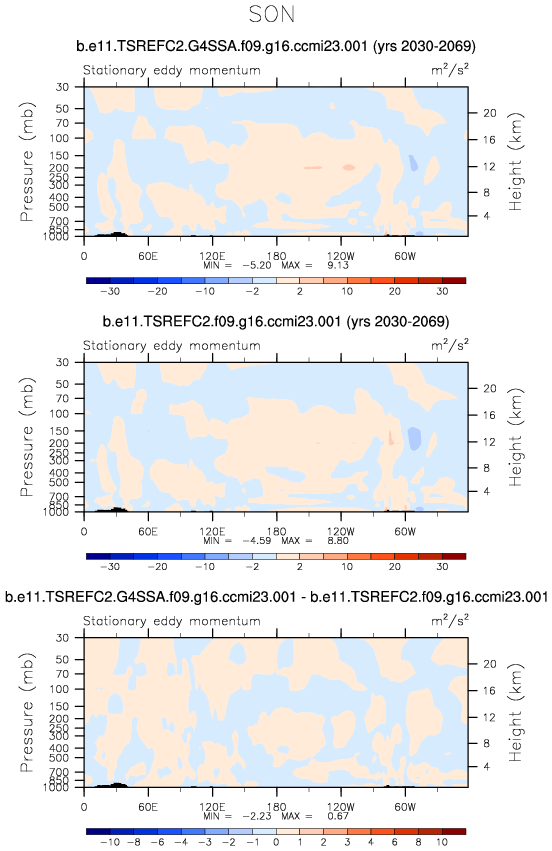 SON
b.e11.TSREFC2.G4SSA.f09.g16.ccmi23.001 (yrs 2030-2069)
Stationary eddy momentum m²/s²
Pressure (mb)
30
50
70
100
150
200
250
300
400
500
700
850
1000
Height (km)
20
16
12
8
4
0 60E 120E 180 120W 60W
MIN = -5.20 MAX = 9.13
-30 -20 -10 -2 2 10 20 30
b.e11.TSREFC2.f09.g16.ccmi23.001 (yrs 2030-2069)
Stationary eddy momentum m²/s²
Pressure (mb)
30
50
70
100
150
200
250
300
400
500
700
850
1000
Height (km)
20
16
12
8
4
0 60E 120E 180 120W 60W
MIN = -4.59 MAX = 8.80
-30 -20 -10 -2 2 10 20 30
b.e11.TSREFC2.G4SSA.f09.g16.ccmi23.001 - b.e11.TSREFC2.f09.g16.ccmi23.001
Stationary eddy momentum m²/s²
Pressure (mb)
30
50
70
100
150
200
250
300
400
500
700
850
1000
Height (km)
20
16
12
8
4
0 60E 120E 180 120W 60W
MIN = -2.23 MAX = 0.67
-10 -8 -6 -4 -3 -2 -1 0 1 2 3 4 6 8 10